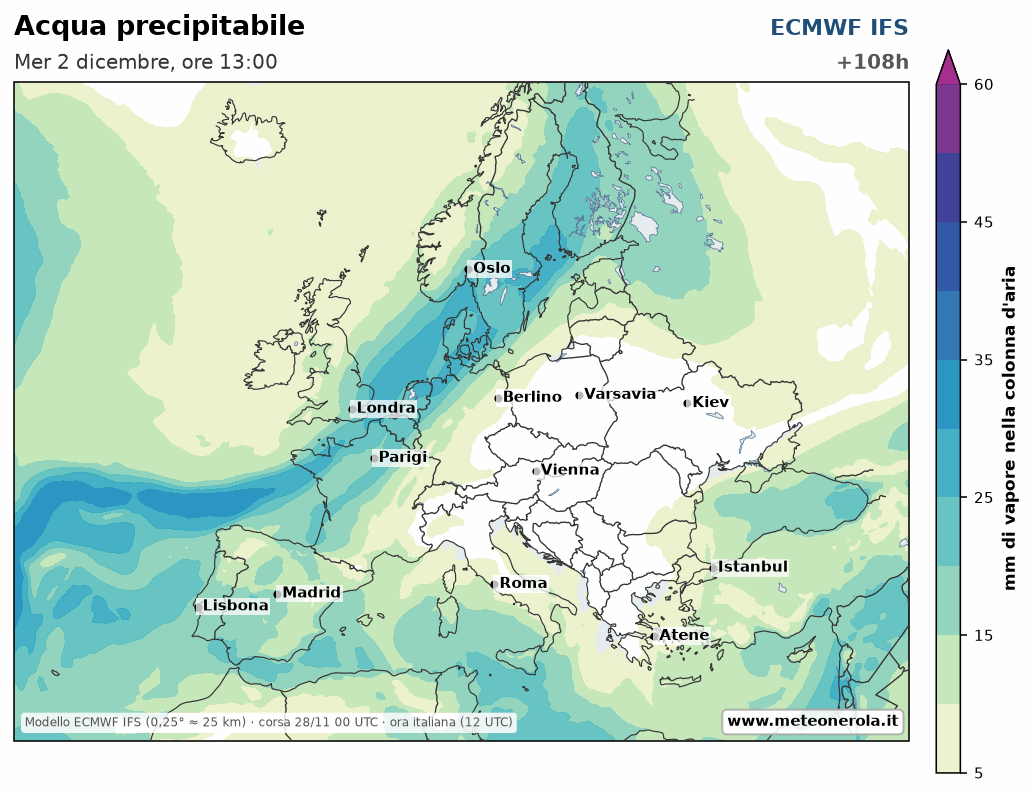 Acqua precipitabile
ECMWF IFS
Mer 2 dicembre, ore 13:00
+108h
60
45
35
25
15
5
mm di vapore nella colonna d'aria
Oslo
Londra
Berlino
Varsavia
Kiev
Parigi
Vienna
Istanbul
Roma
Madrid
Lisbona
Atene
Modello ECMWF IFS (0,25° ≈ 25 km) · corsa 28/11 00 UTC · ora italiana (12 UTC)
www.meteonerola.it